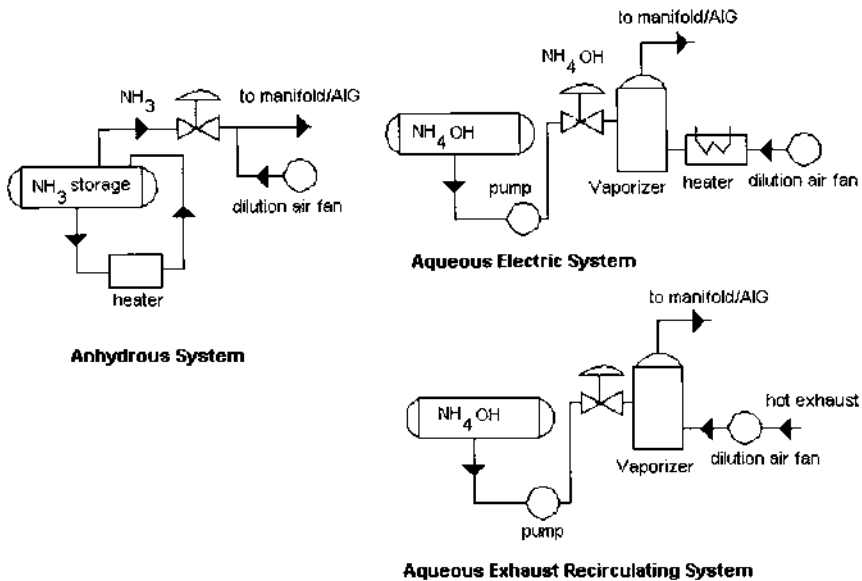 NH3
to manifold/AIG
NH3 storage
dilution air fan
heater
Anhydrous System
to manifold/AIG
NH4OH
NH4OH
pump
Vaporizer
heater
dilution air fan
Aqueous Electric System
to manifold/AIG
NH4OH
hot exhaust
Vaporizer
dilution air fan
pump
Aqueous Exhaust Recirculating System